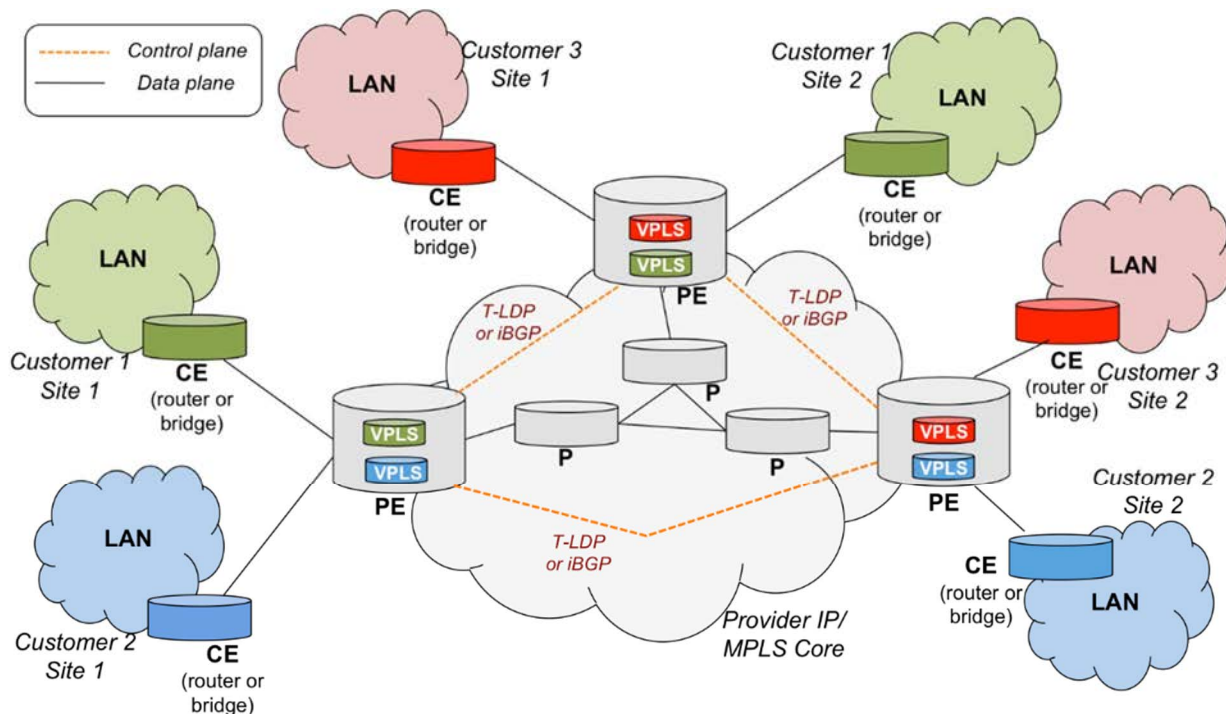 Control plane
Data plane
Customer 3
Site 1
LAN
CE
(router or
bridge)
Customer 1
Site 2
LAN
CE
(router or
bridge)
VPLS
VPLS
PE
LAN
Customer 1
Site 1
CE
(router or
bridge)
T-LDP
or iBGP
T-LDP
or iBGP
LAN
CE
(router or
bridge)
Customer 3
Site 2
P
VPLS
VPLS
PE
P
P
VPLS
VPLS
PE
LAN
Customer 2
Site 1
CE
(router or
bridge)
T-LDP
or iBGP
Provider IP/
MPLS Core
Customer 2
Site 2
CE
(router or
bridge)
LAN